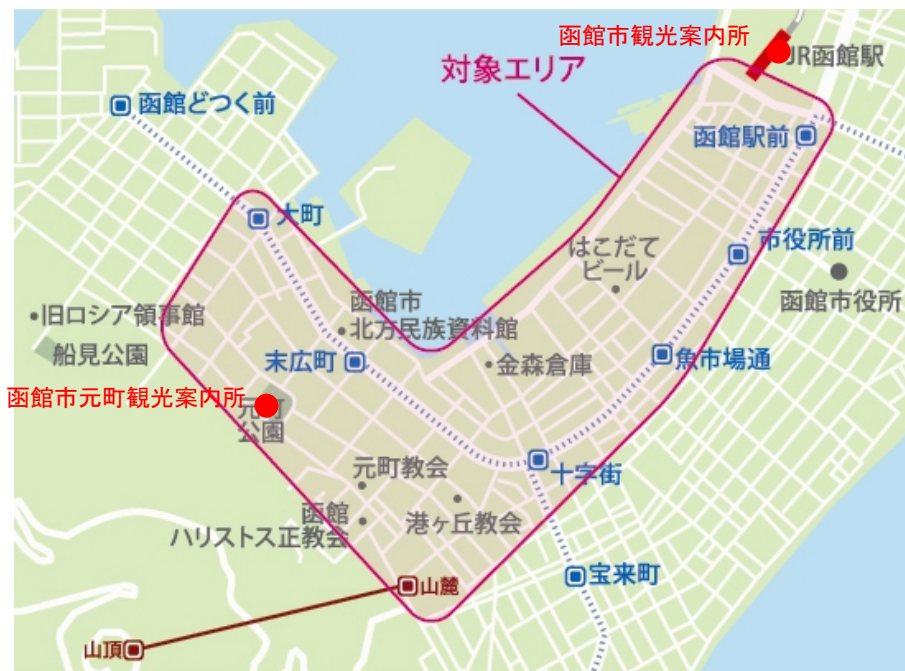 函館市観光案内所
JR函館駅
対象エリア
函館どつく前
函館駅前
大町
市役所前
はこだて
ビール
函館市役所
函館市
北方民族資料館
旧ロシア領事館
船見公園
末広町
金森倉庫
魚市場通
函館市元町観光案内所
元町
公園
元町教会
十字街
函館
ハリストス正教会
港ヶ丘教会
宝来町
山麓
山頂